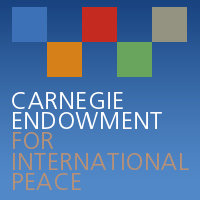 CARNEGIE
ENDOWMENT
FOR
INTERNATIONAL
PEACE